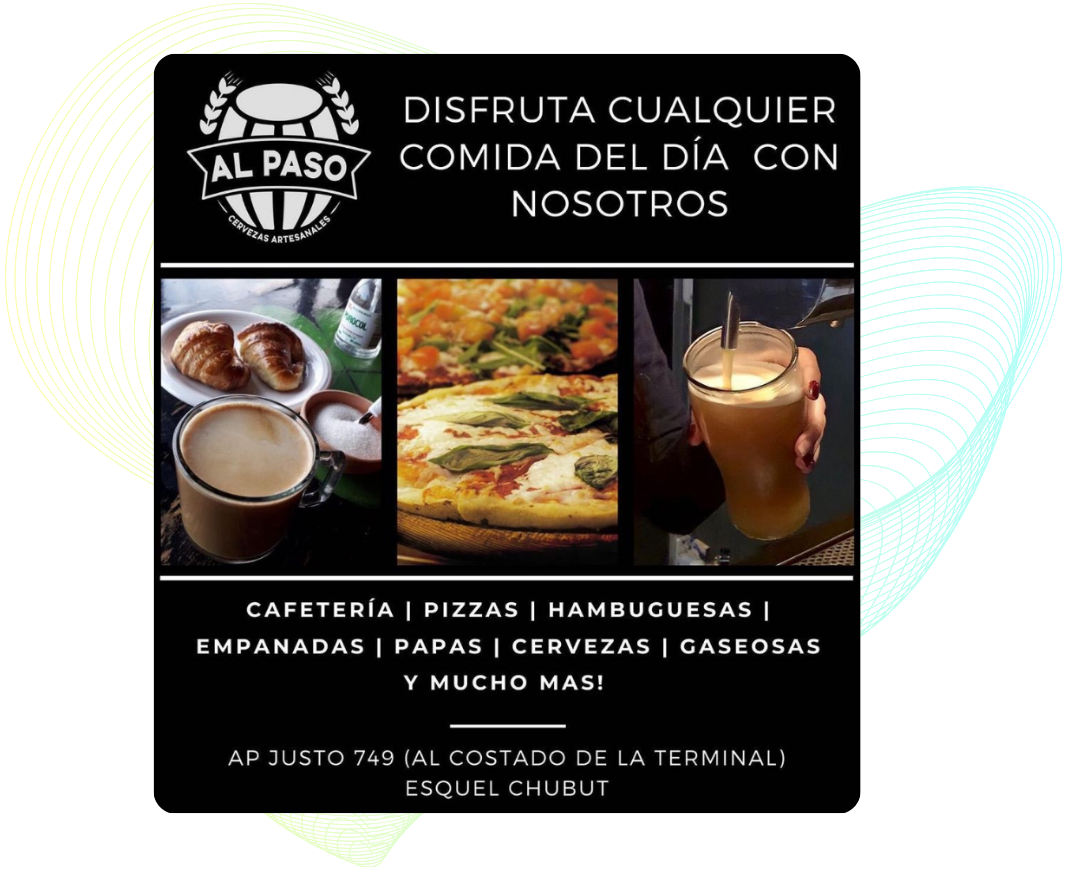 AL PASO
CERVEZAS ARTESANALES
DISFRUTA CUALQUIER
COMIDA DEL DÍA CON
NOSOTROS
CAFETERÍA | PIZZAS | HAMBUGUESAS |
EMPANADAS | PAPAS | CERVEZAS | GASEOSAS
Y MUCHO MAS!
AP JUSTO 749 (AL COSTADO DE LA TERMINAL)
ESQUEL CHUBUT